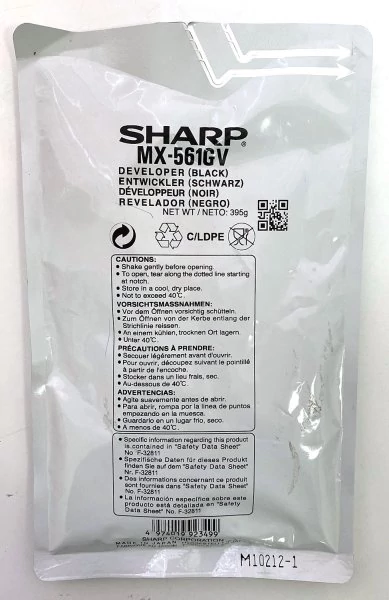 SHARP®
MX-561GV
DEVELOPER (BLACK)
ENTWICKLER (SCHWARZ)
DÉVELOPPEUR (NOIR)
REVELADOR (NEGRO)
NET WT / NETO: 395g
C/LDPE
CAUTIONS:
● Shake gently before opening.
● To open, tear along the dotted line starting
at notch.
● Store in a cool, dry place.
● Not to exceed 40℃.
VORSICHTSMASSNAHMEN:
● Vor dem Öffnen vorsichtig schütteln.
● Zum Öffnen von der Kerbe entlang der
Strichlinie reissen.
● An einem kühlen, trocknen Ort lagern.
● Unter 40℃.
PRÉCAUTIONS À PRENDRE:
● Secouer légèrement avant d'ouvrir.
● Pour ouvrir, découpez suivant le pointillé
à partir de l'encoche.
● Stocker dans un lieu frais, sec.
● Au-dessous de 40℃.
ADVERTENCIAS:
● Agite suavemente antes de abrir.
● Para abrir, rompa por la línea de puntos
empezando en la muesca.
● Guardarlo en un lugar frío, seco.
● A menos de 40℃.
● Specific information regarding this product
is contained in "Safety Data Sheet"
No. F-32811
● Spezifische Daten für dieses Produkt
finden Sie auf dem "Safety Data Sheet"
Nr. F-32811
● Des informations concernant ce produit
sont fournies dans "Safety Data Sheet"
No. F-32811
● La información específica sobre este
producto está detallada en "Safety
Data Sheet" No. F-32811
4 974019 923499
SHARP CORPORATION
MADE IN JAPAN
M10212-1